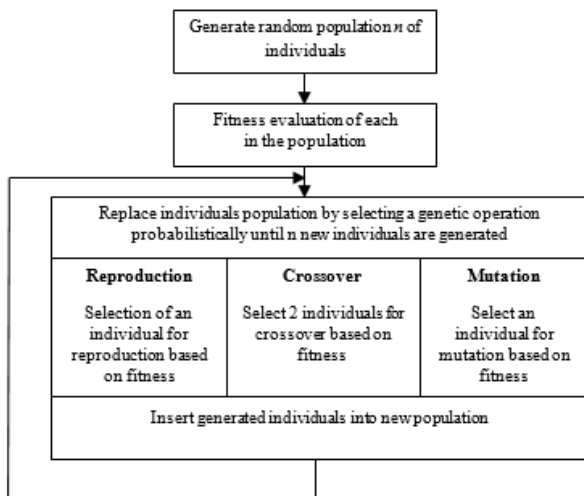 Generate random population n of
individuals
Fitness evaluation of each
in the population
Replace individuals population by selecting a genetic operation
probabilistically until n new individuals are generated
Reproduction
Selection of an
individual for
reproduction based
on fitness
Crossover
Select 2 individuals for
crossover based on
fitness
Mutation
Select an
individual for
mutation based on
fitness
Insert generated individuals into new population